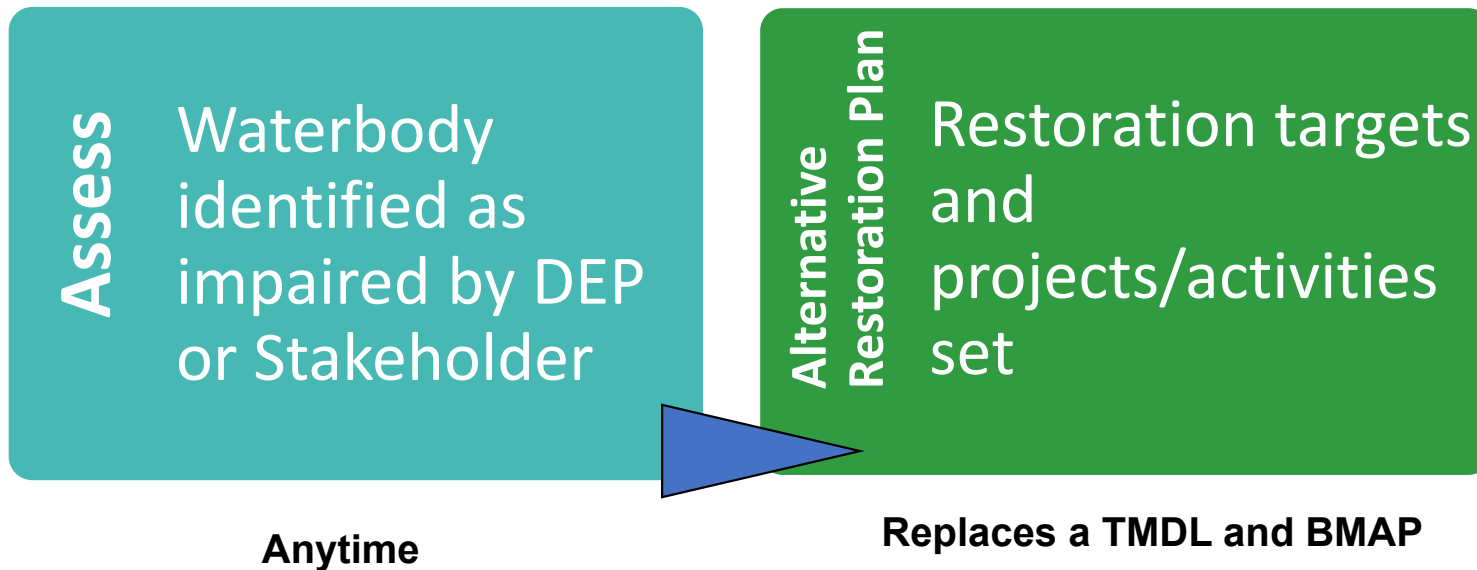 Assess
Waterbody
identified as
impaired by DEP
or Stakeholder
Anytime
Alternative
Restoration Plan
Restoration targets
and
projects/activities
set
Replaces a TMDL and BMAP